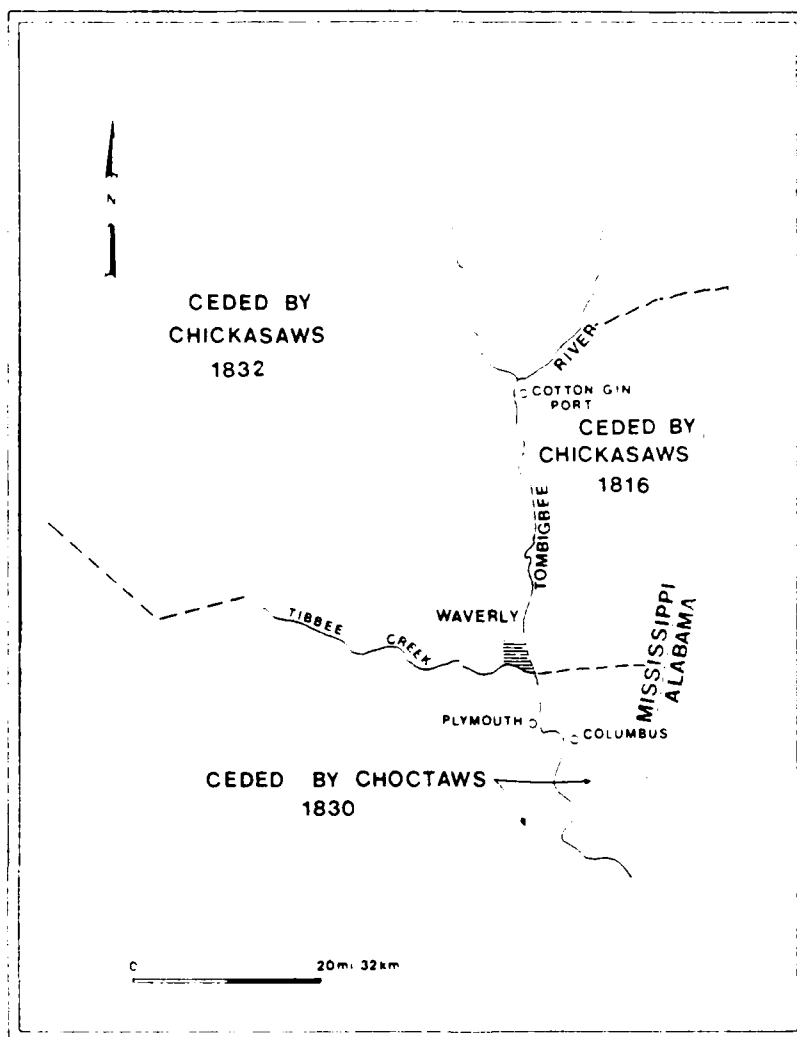 N
CEDED BY
CHICKASAWS
1832
RIVER
COTTON GIN
PORT
CEDED BY
CHICKASAWS
1816
TOMBIGBEE
WAVERLY
TIBBEE
CREEK
MISSISSIPPI
ALABAMA
PLYMOUTH
COLUMBUS
CEDED BY CHOCTAWS
1830
0 20mi 32km